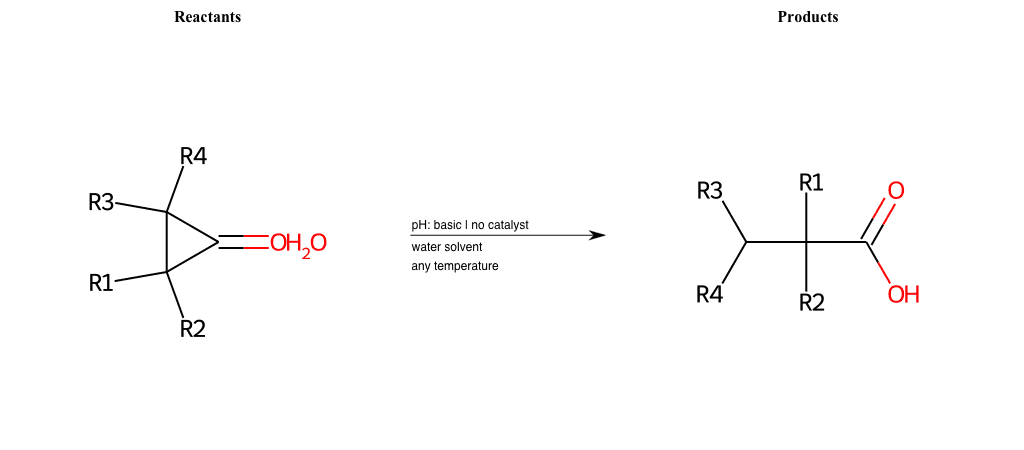 Reactants
Products
R4
R3
OH2O
R1
R2
pH: basic | no catalyst
water solvent
any temperature
R1
O
R3
R4
R2
OH